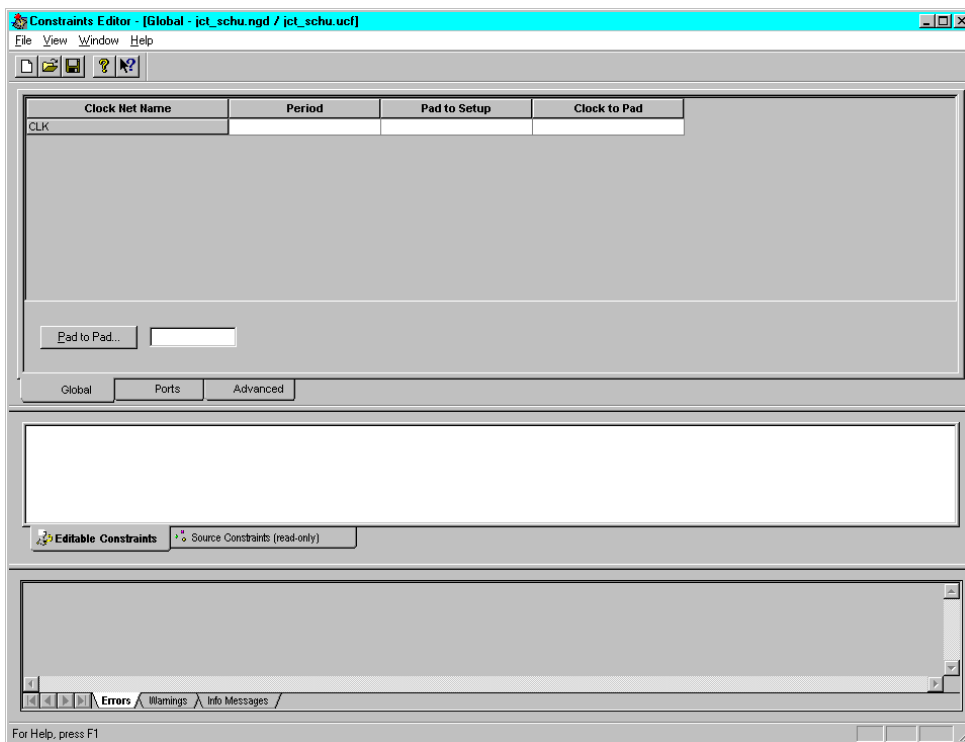 Constraints Editor - [Global - jct_schu.ngd / jct_schu.ucf]
File View Window Help
Clock Net Name Period Pad to Setup Clock to Pad
CLK
Pad to Pad...
Global Ports Advanced
Editable Constraints Source Constraints (read-only)
Errors Warnings Info Messages
For Help, press F1